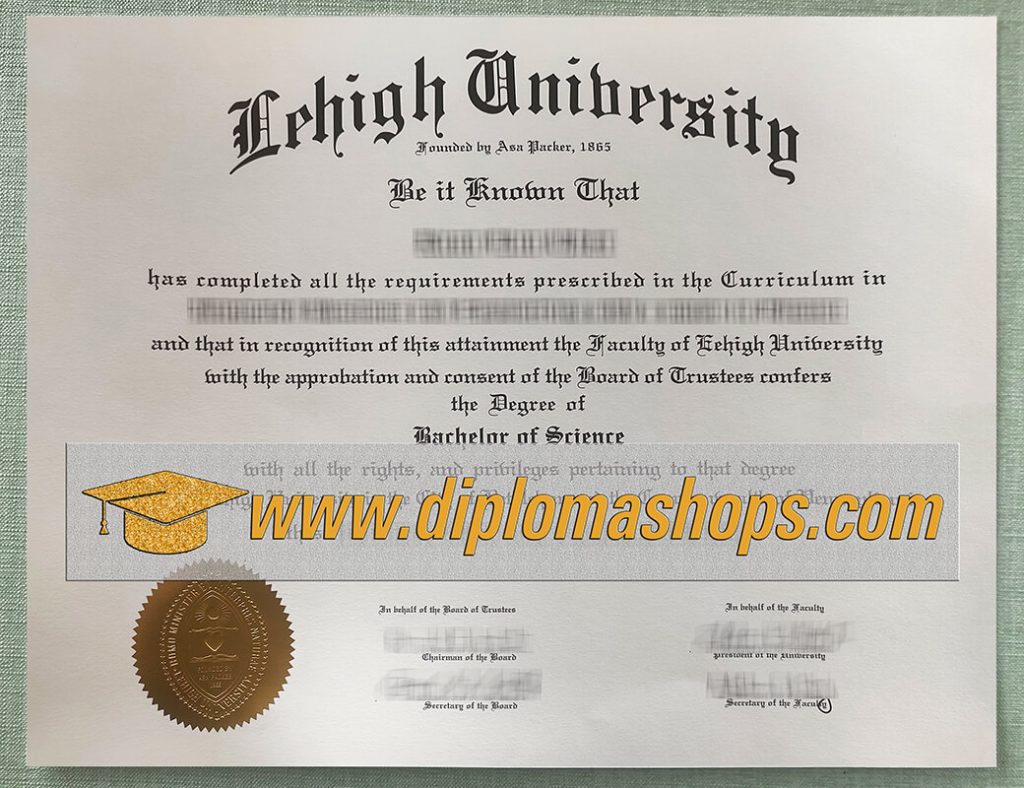 Lehigh University
Founded by Asa Packer, 1865
Be it Known That
has completed all the requirements prescribed in the Curriculum in
and that in recognition of this attainment the Faculty of Lehigh University
with the approbation and consent of the Board of Trustees confers
the Degree of
Bachelor of Science
with all the rights, and privileges pertaining to that degree
www.diplomashops.com
In behalf of the Board of Trustees
Chairman of the Board
Secretary of the Board
In behalf of the Faculty
President of the University
Secretary of the Faculty